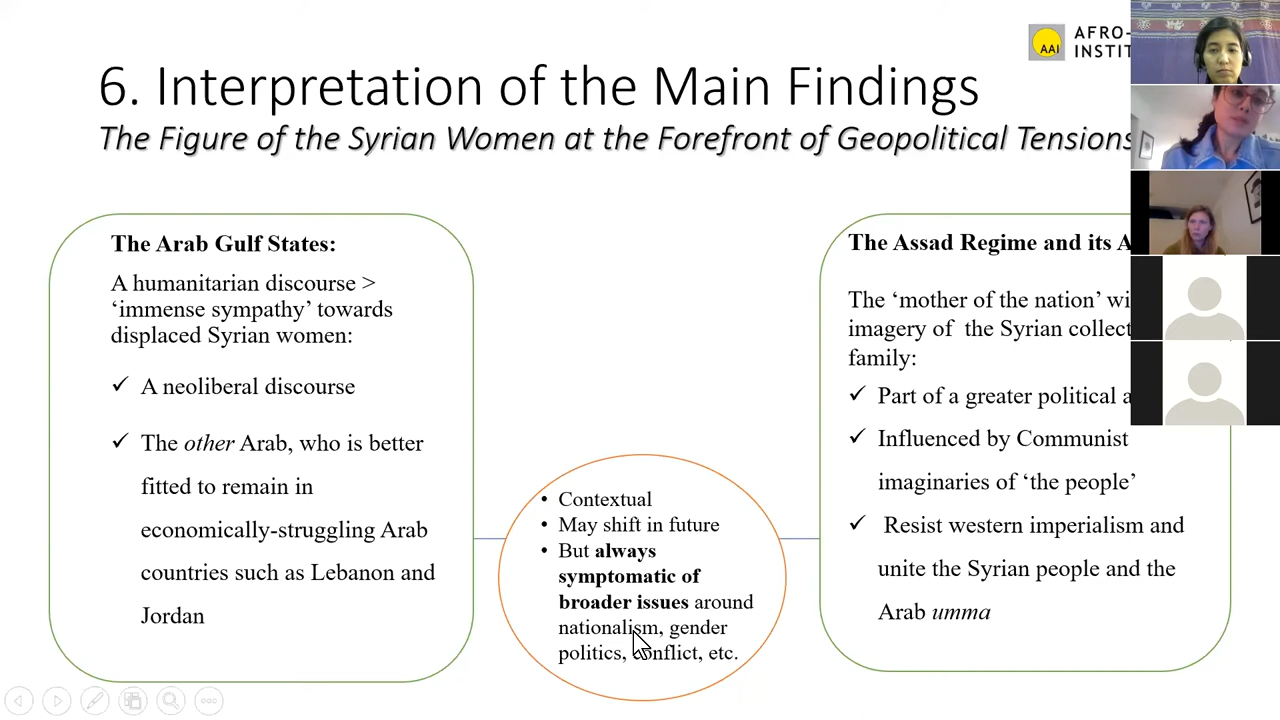 AFRO-
INSTIT
AAI
6. Interpretation of the Main Findings
The Figure of the Syrian Women at the Forefront of Geopolitical Tensions
The Arab Gulf States:
A humanitarian discourse >
‘immense sympathy’ towards
displaced Syrian women:
✓ A neoliberal discourse
✓ The other Arab, who is better
fitted to remain in
economically-struggling Arab
countries such as Lebanon and
Jordan
• Contextual
• May shift in future
• But always
symptomatic of
broader issues around
nationalism, gender
politics, conflict, etc.
The Assad Regime and its A
The ‘mother of the nation’ wi
imagery of the Syrian collect
family:
✓ Part of a greater political a
✓ Influenced by Communist
imaginaries of ‘the people’
✓ Resist western imperialism and
unite the Syrian people and the
Arab umma